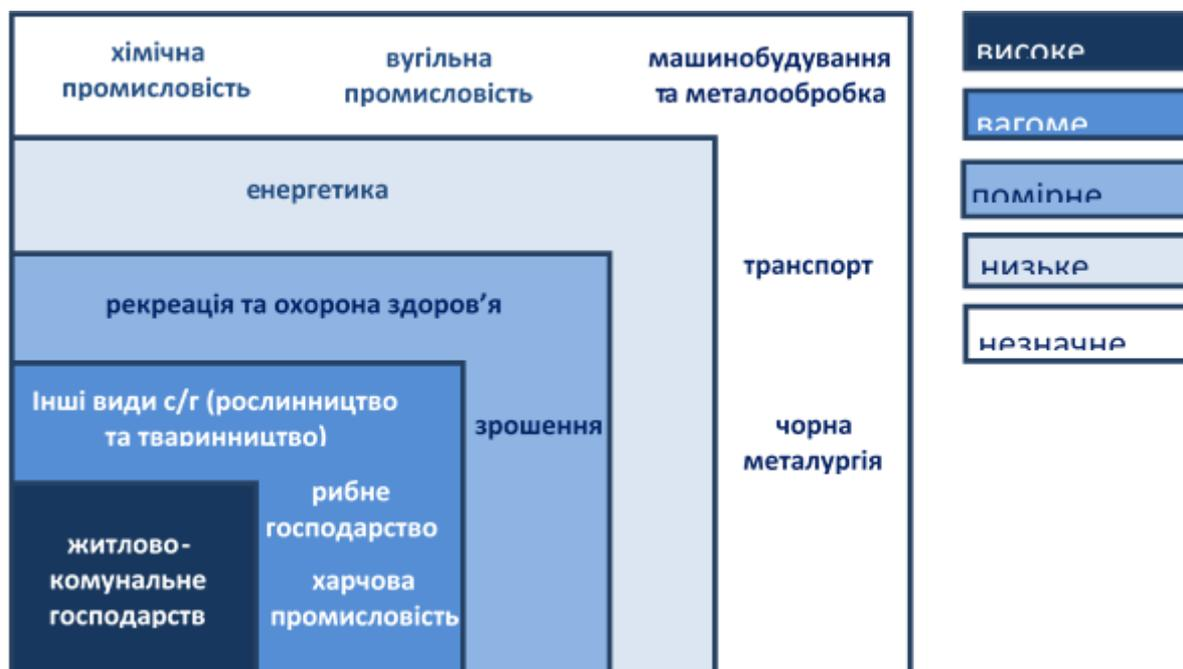 хімічна
промисловість
вугільна
промисловість
машинобудування
та металообробка
енергетика
транспорт
рекреація та охорона здоров’я
Інші види с/г (рослинництво
та тваринництво)
зрошення
чорна
металургія
рибне
господарство
житлово-
комунальне
господарств
харчова
промисловість
високе
вагоме
помірне
низьке
незначне